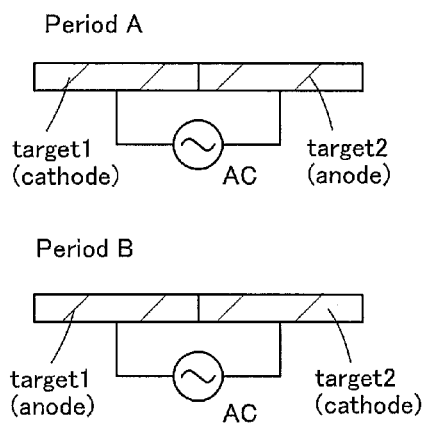 Period A
target1
(cathode)
AC
target2
(anode)
Period B
target1
(anode)
AC
target2
(cathode)